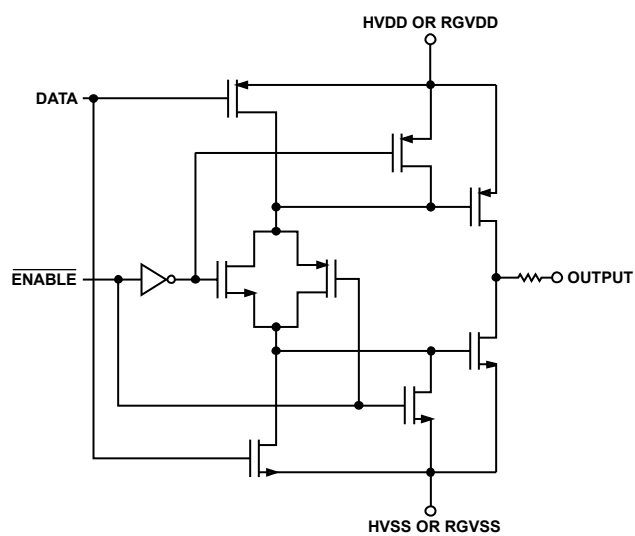 HVDD OR RGVDD
DATA
ENABLE
OUTPUT
HVSS OR RGVSS